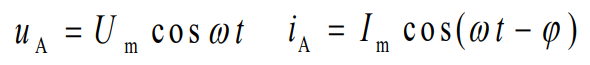 u_A = U_m cos ωt    i_A = I_m cos(ωt − φ)